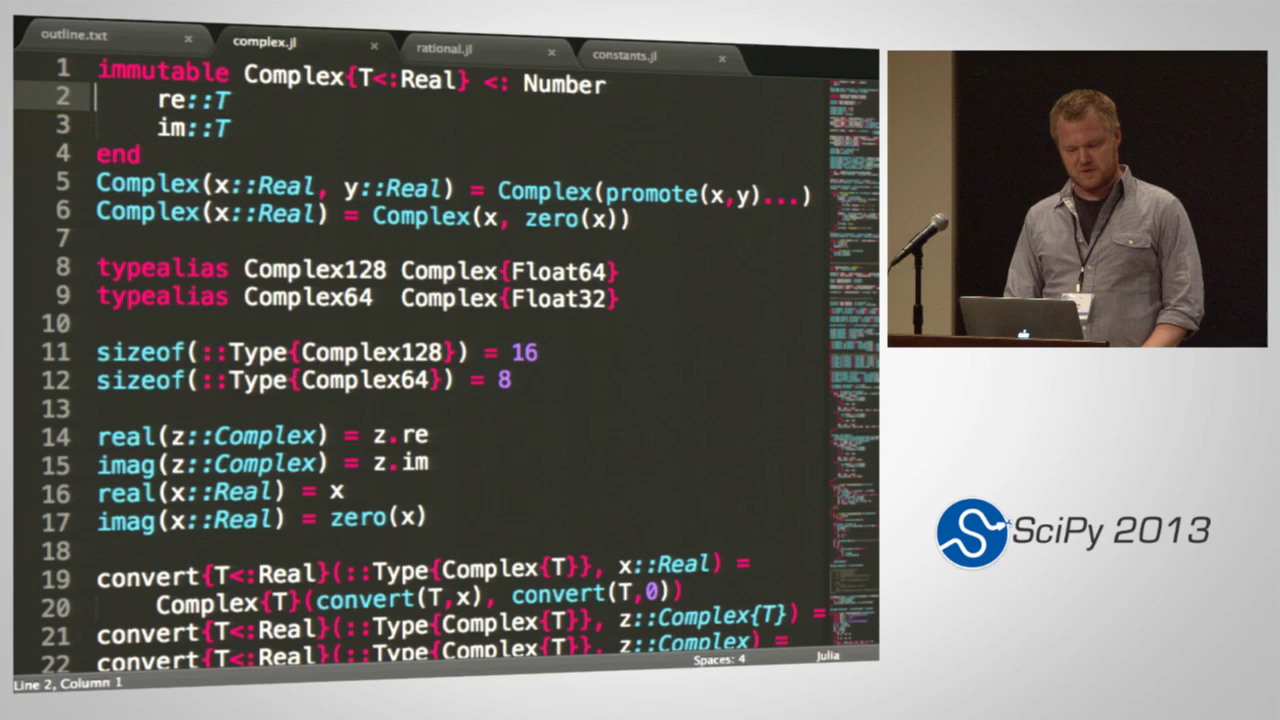 outline.txt
complex.jl
rational.jl
constants.jl
1 immutable Complex{T<:Real} <: Number
2 re::T
3 im::T
4 end
5 Complex(x::Real, y::Real) = Complex(promote(x,y)...)
6 Complex(x::Real) = Complex(x, zero(x))
7
8 typealias Complex128 Complex{Float64}
9 typealias Complex64 Complex{Float32}
10
11 sizeof(::Type{Complex128}) = 16
12 sizeof(::Type{Complex64}) = 8
13
14 real(z::Complex) = z.re
15 imag(z::Complex) = z.im
16 real(x::Real) = x
17 imag(x::Real) = zero(x)
18
19 convert{T<:Real}(::Type{Complex{T}}, x::Real) =
20 Complex{T}(convert(T,x), convert(T,0))
21 convert{T<:Real}(::Type{Complex{T}}, z::Complex{T}) =
22 convert{T<:Real}(::Type{Complex{T}}, z::Complex) =
Line 2, Column 1
Spaces: 4
Julia
SciPy 2013